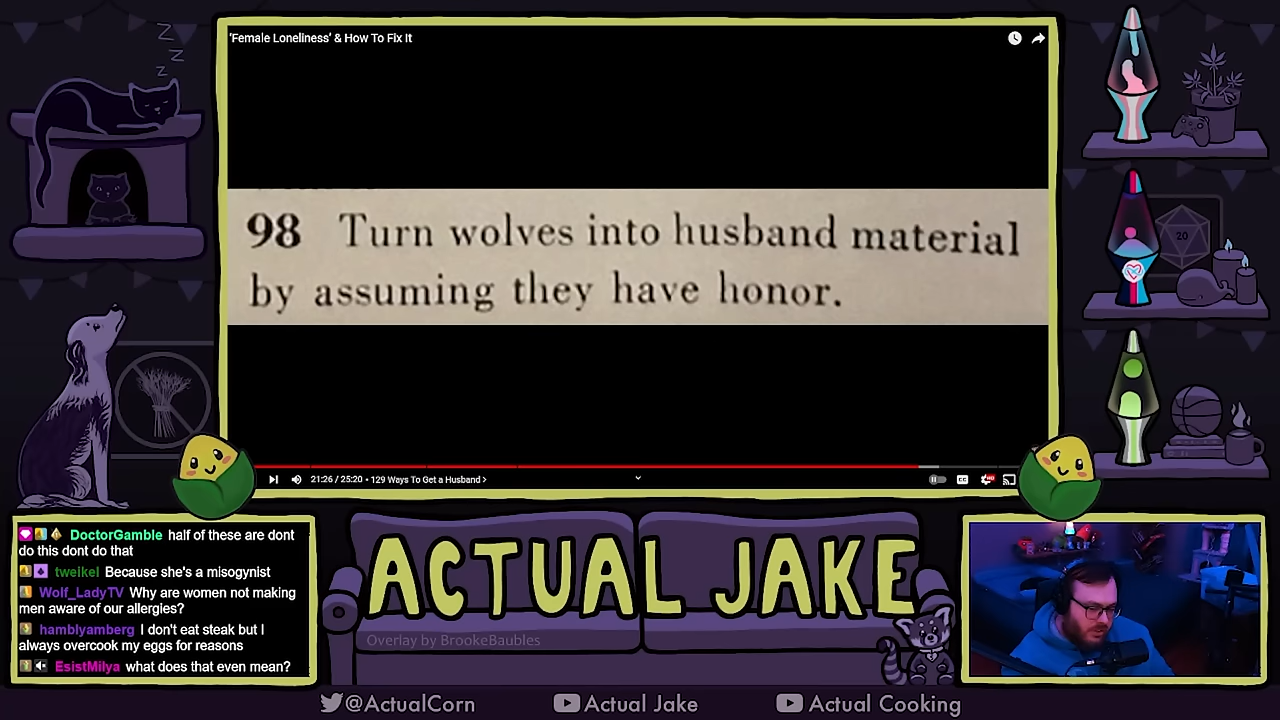 'Female Loneliness' & How To Fix It
98 Turn wolves into husband material
by assuming they have honor.
21:26 / 25:20 • 129 Ways To Get a Husband >
CC
HD
20
Z
Z
Z
DoctorGamble half of these are dont
do this dont do that
tweikel Because she's a misogynist
Wolf_LadyTV Why are women not making
men aware of our allergies?
hamblyamberg I don't eat steak but I
always overcook my eggs for reasons
EsistMilya what does that even mean?
ACTUAL JAKE
Overlay by BrookeBaubles
@ActualCorn
Actual Jake
Actual Cooking